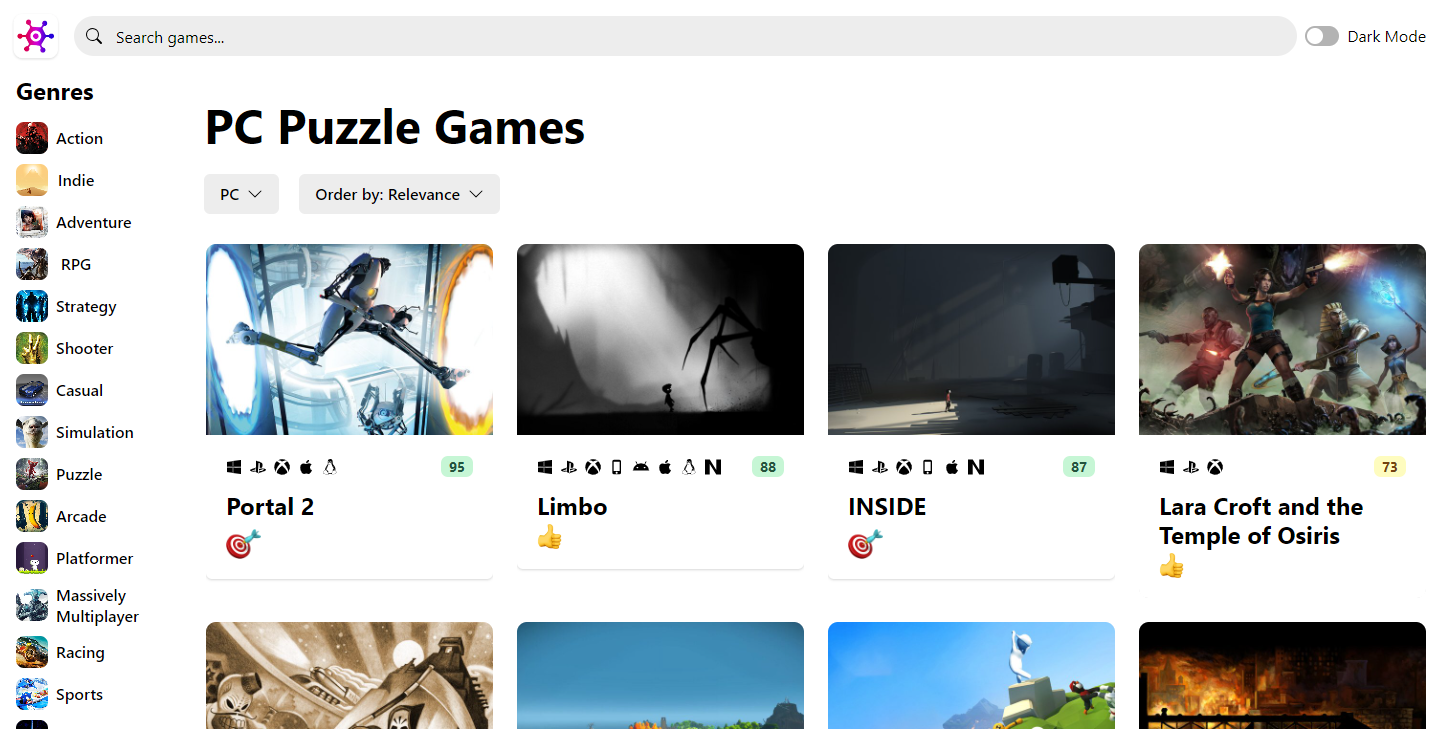 Search games...
Dark Mode
Genres
Action
Indie
Adventure
RPG
Strategy
Shooter
Casual
Simulation
Puzzle
Arcade
Platformer
Massively
Multiplayer
Racing
Sports
PC Puzzle Games
PC
Order by: Relevance
95
Portal 2
88
Limbo
87
INSIDE
73
Lara Croft and the
Temple of Osiris